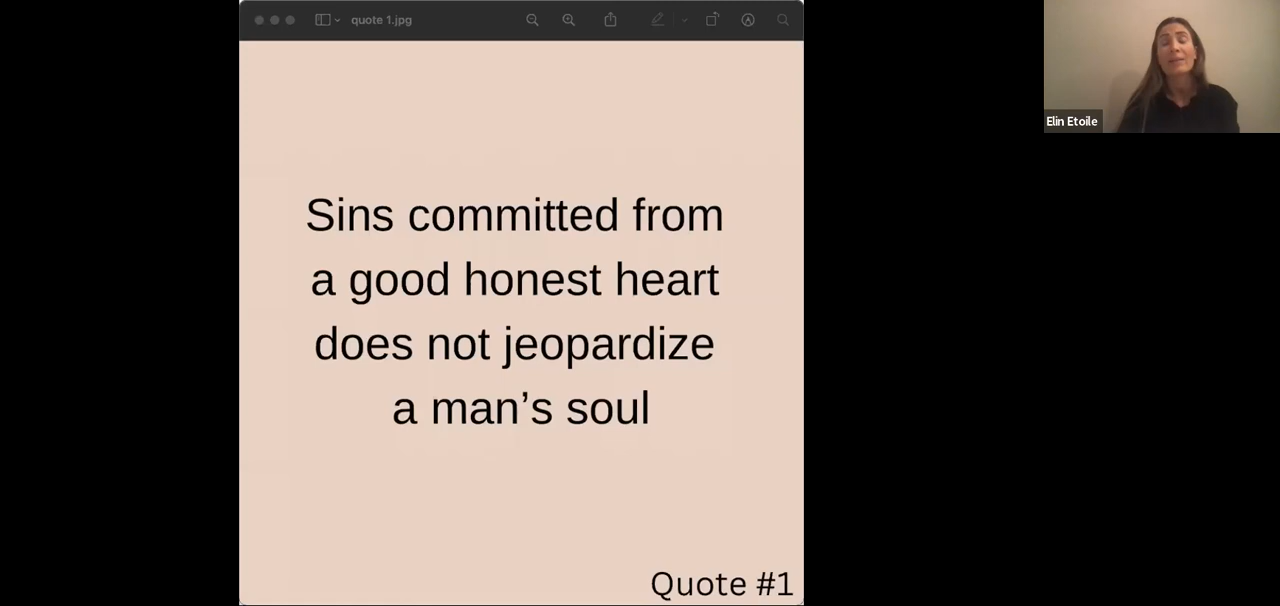 quote 1.jpg
Elin Etoile
Sins committed from
a good honest heart
does not jeopardize
a man’s soul
Quote #1